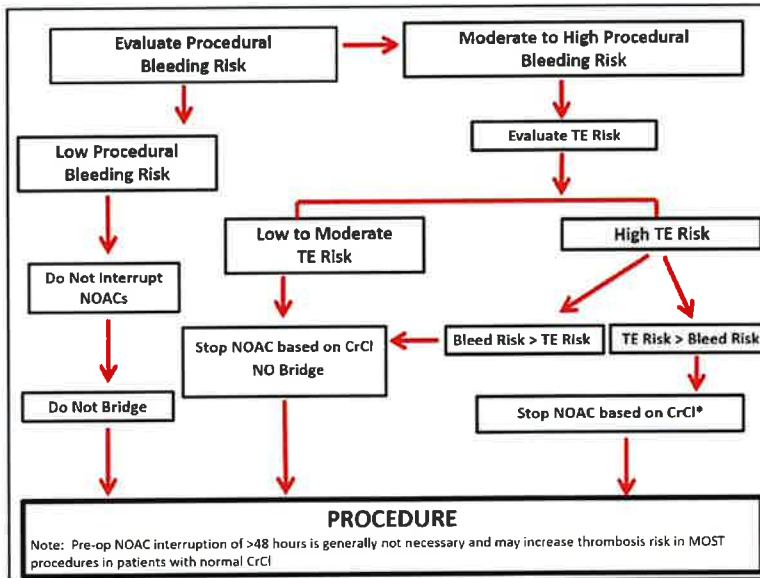 Evaluate Procedural
Bleeding Risk
Moderate to High Procedural
Bleeding Risk
Evaluate TE Risk
Low Procedural
Bleeding Risk
Low to Moderate
TE Risk
High TE Risk
Do Not Interrupt
NOACs
Stop NOAC based on CrCl
NO Bridge
Bleed Risk > TE Risk
TE Risk > Bleed Risk
Do Not Bridge
Stop NOAC based on CrCl*
PROCEDURE
Note: Pre-op NOAC interruption of >48 hours is generally not necessary and may increase thrombosis risk in MOST
procedures in patients with normal CrCl